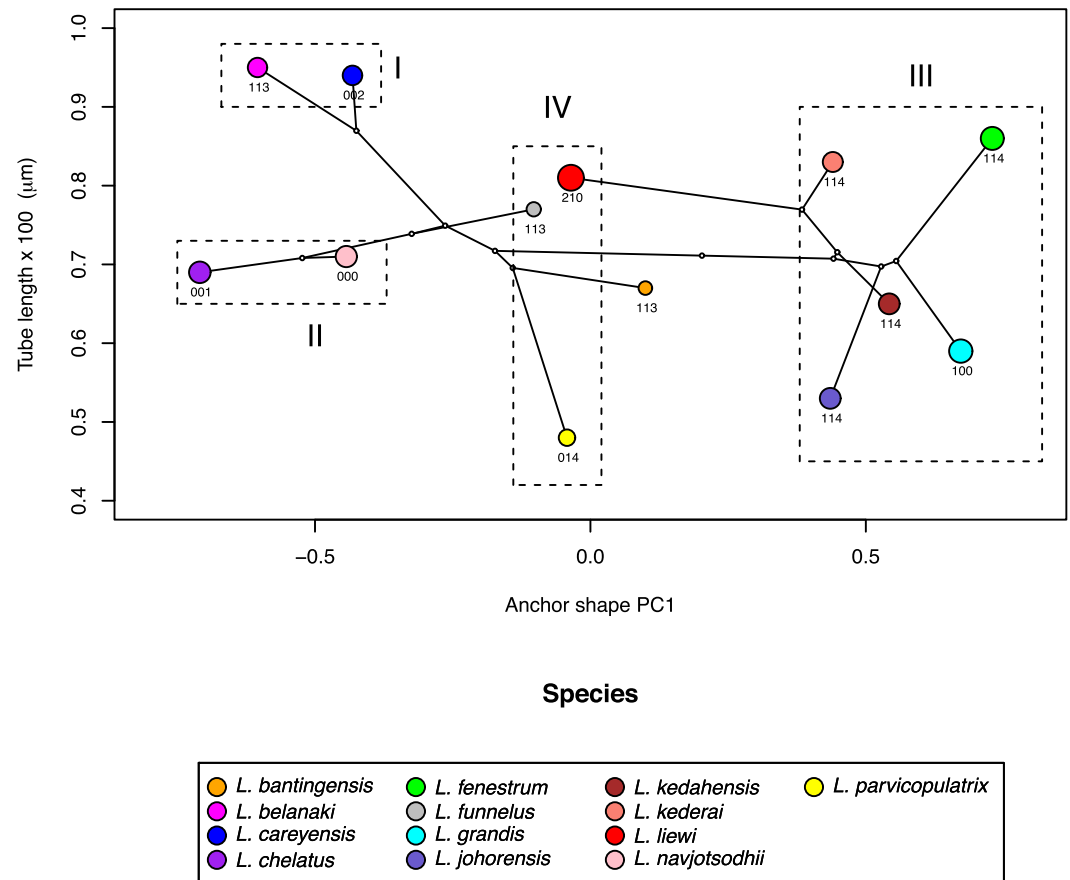 1.0
0.9
0.8
0.7
0.6
0.5
0.4
Tube length x 100 (μm)
I
II
III
IV
113
002
210
113
001
000
113
014
114
114
114
100
114
−0.5
0.0
0.5
Anchor shape PC1
Species
L. bantingensis
L. belanaki
L. careyensis
L. chelatus
L. fenestrum
L. funnelus
L. grandis
L. johorensis
L. kedahensis
L. kederai
L. liewi
L. navjotsodhii
L. parvicopulatrix